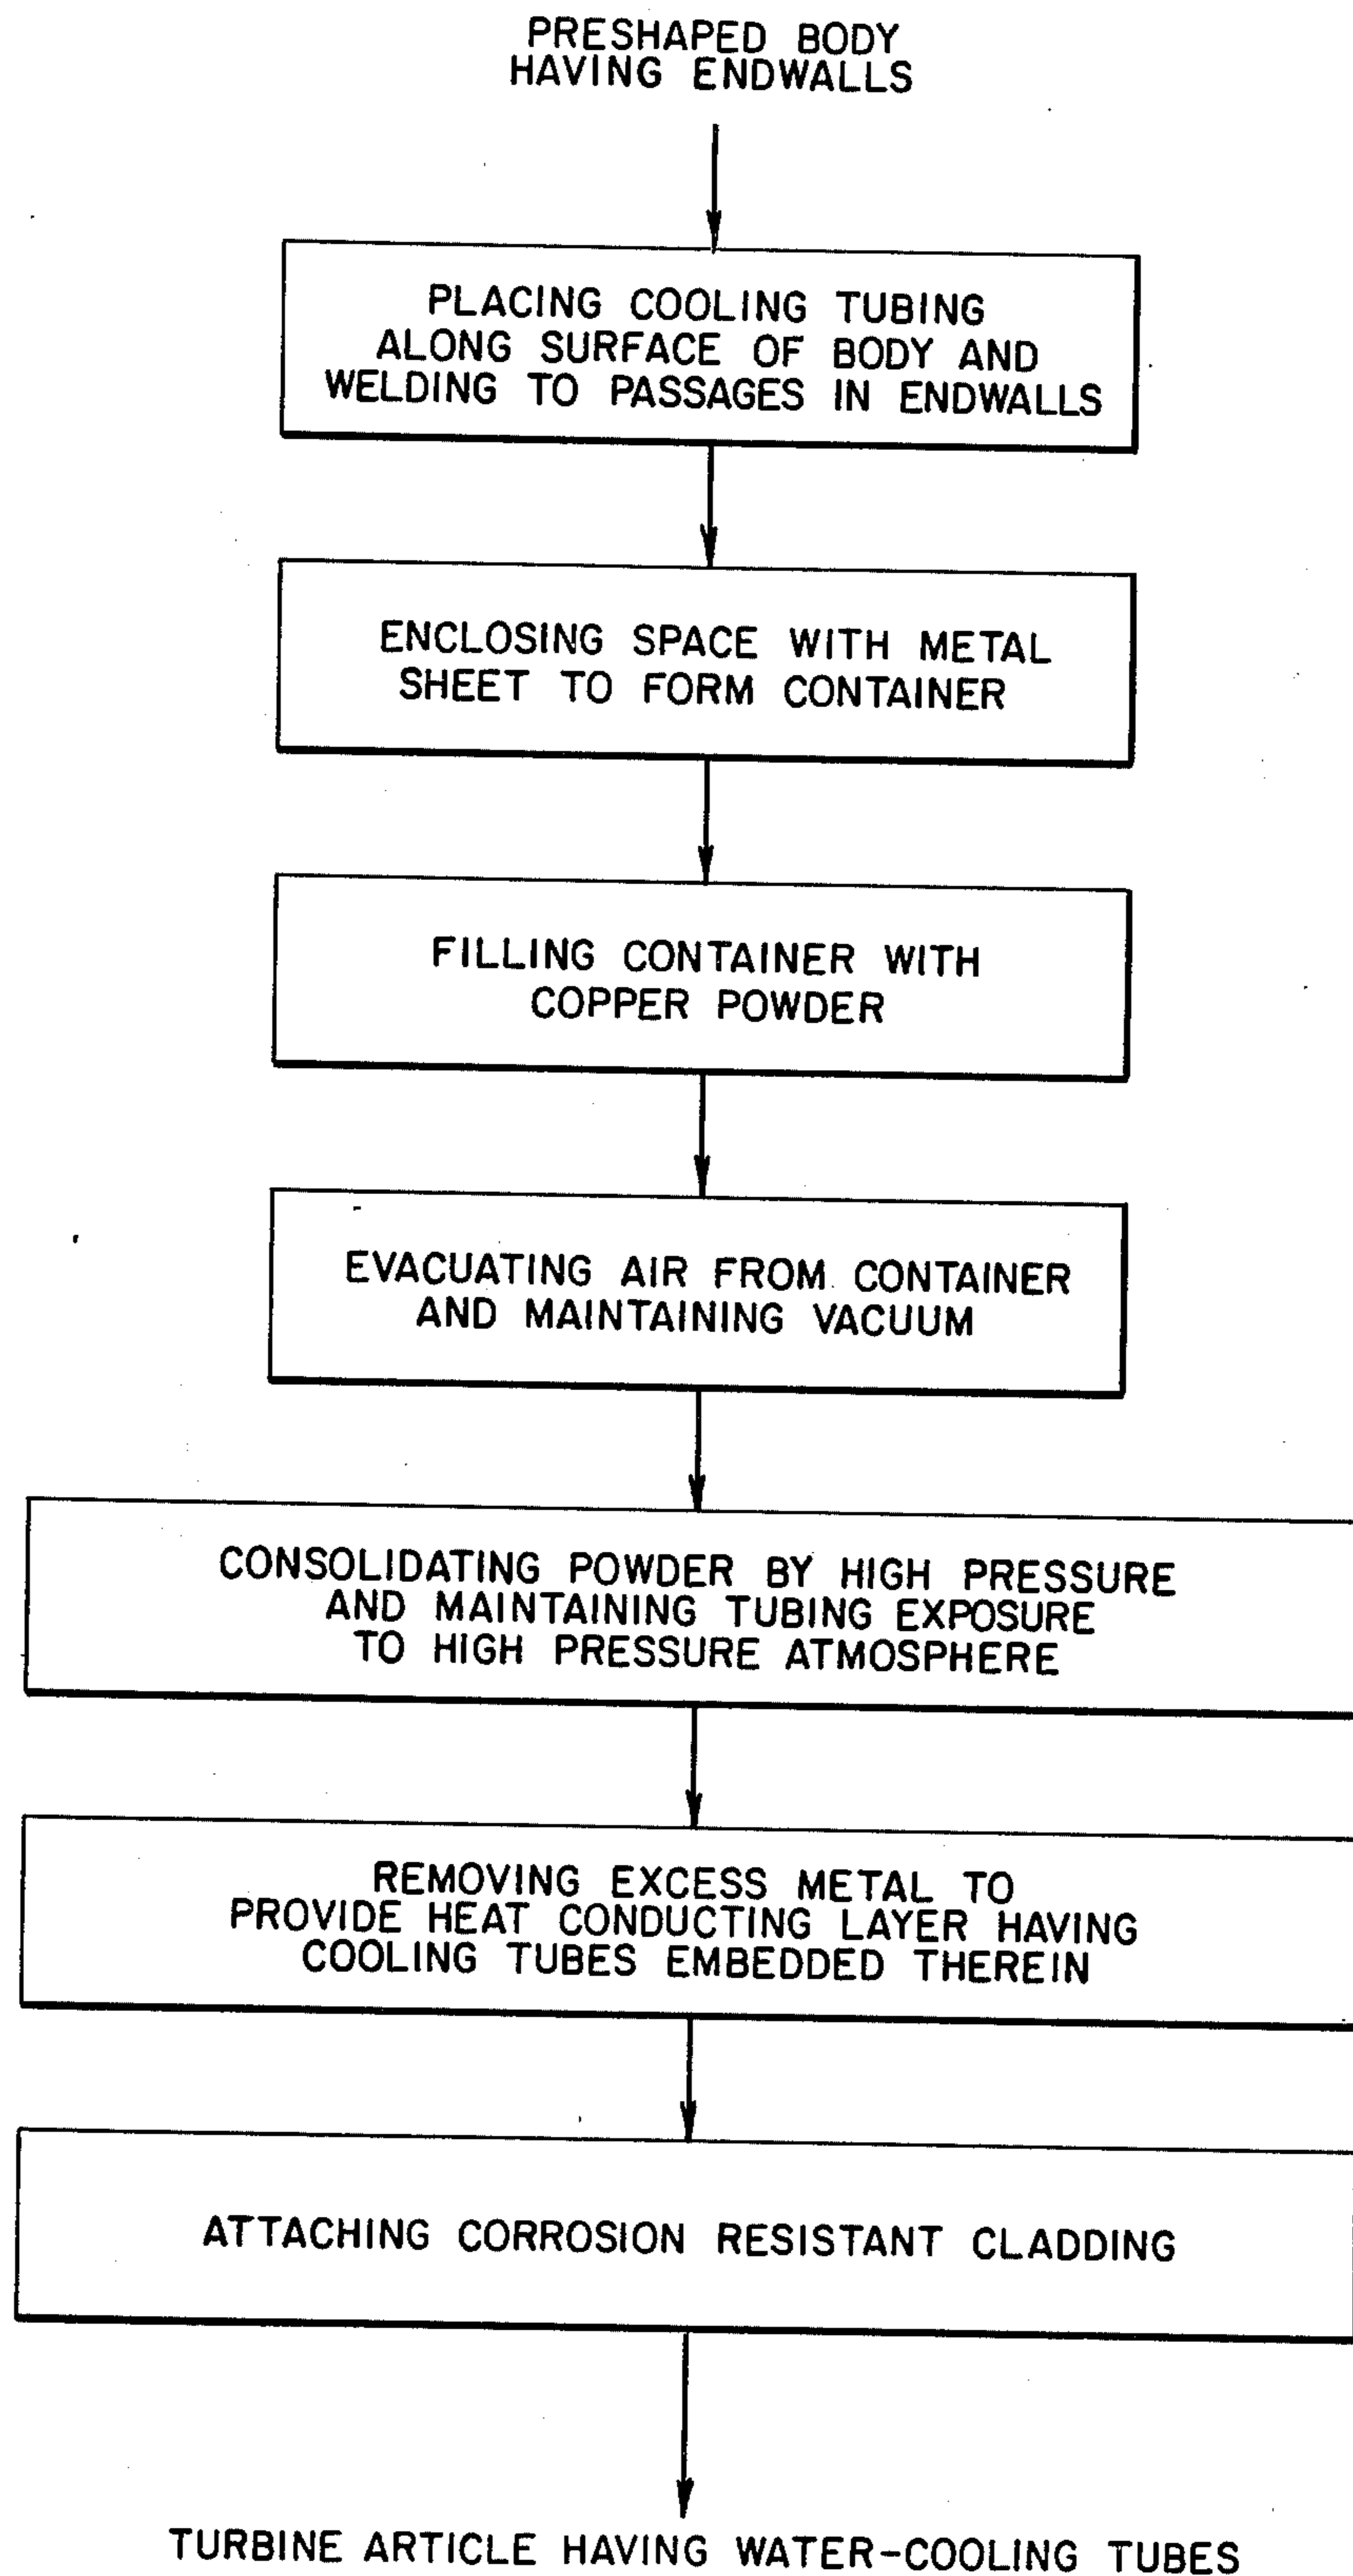 PRESHAPED BODY
HAVING ENDWALLS
PLACING COOLING TUBING
ALONG SURFACE OF BODY AND
WELDING TO PASSAGES IN ENDWALLS
ENCLOSING SPACE WITH METAL
SHEET TO FORM CONTAINER
FILLING CONTAINER WITH
COPPER POWDER
EVACUATING AIR FROM CONTAINER
AND MAINTAINING VACUUM
CONSOLIDATING POWDER BY HIGH PRESSURE
AND MAINTAINING TUBING EXPOSURE
TO HIGH PRESSURE ATMOSPHERE
REMOVING EXCESS METAL TO
PROVIDE HEAT CONDUCTING LAYER HAVING
COOLING TUBES EMBEDDED THEREIN
ATTACHING CORROSION RESISTANT CLADDING
TURBINE ARTICLE HAVING WATER-COOLING TUBES